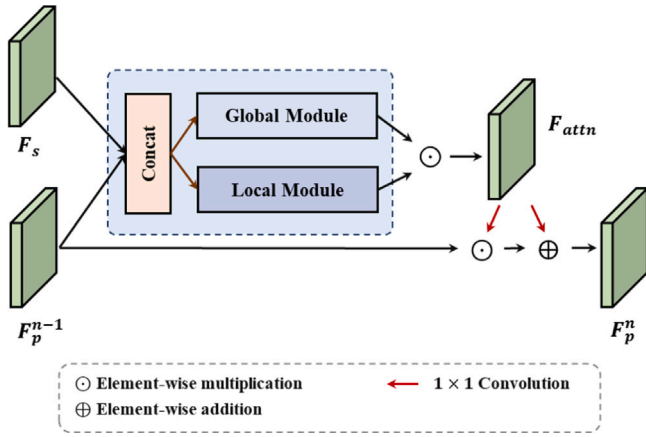 F_s
Concat
Global Module
Local Module
F_attn
F_p^{n-1}
F_p^n
⊙ Element-wise multiplication
← 1 × 1 Convolution
⊕ Element-wise addition